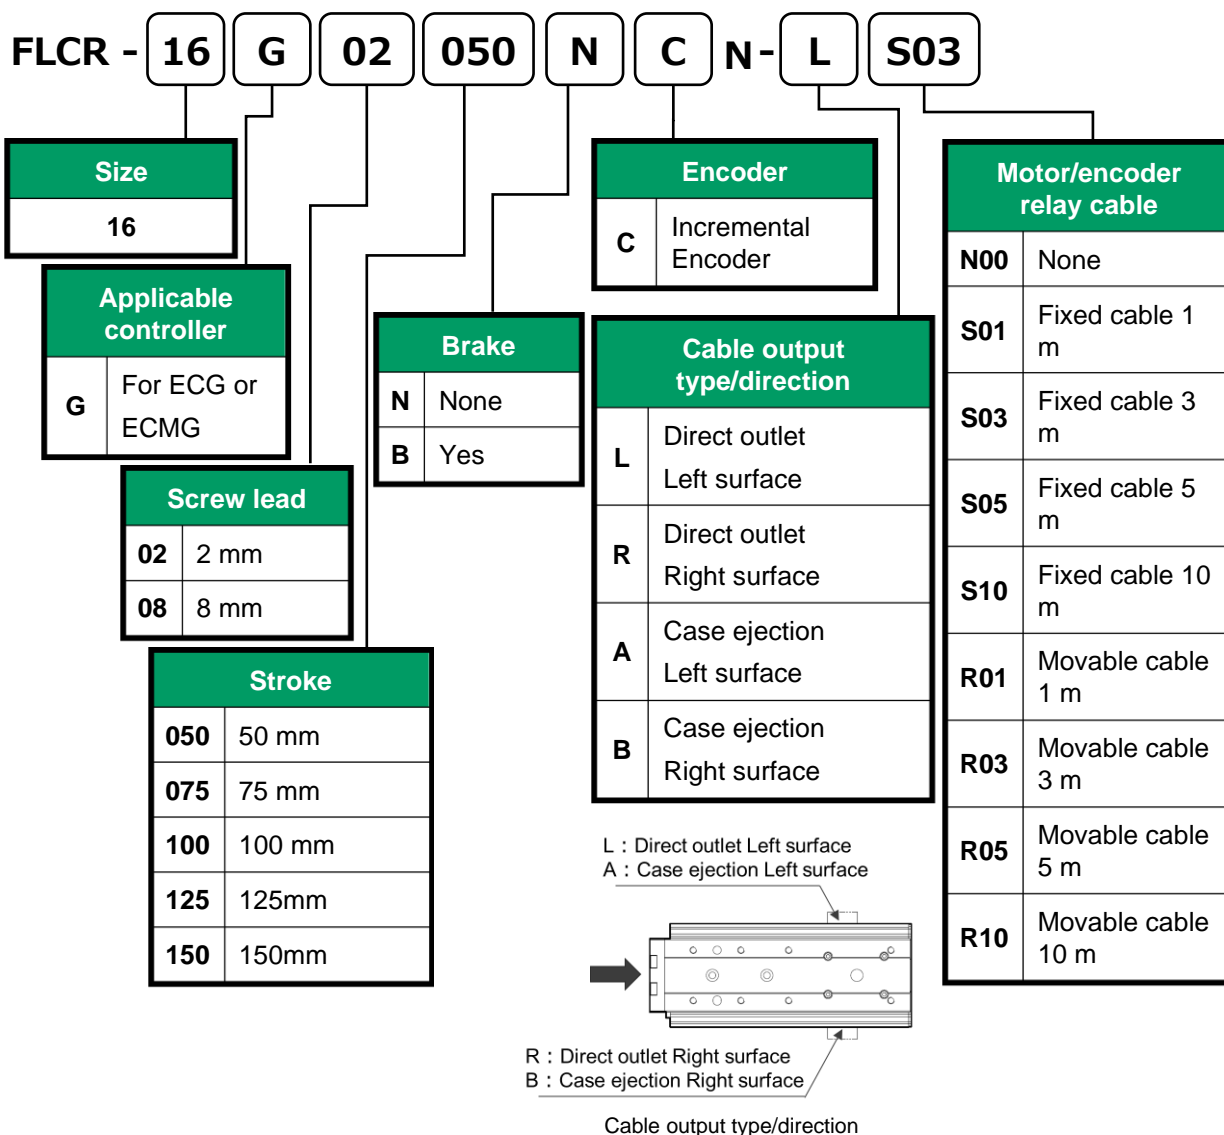 FLCR - 16 G 02 050 N C N - L S03
Size
16
Applicable
controller
G For ECG or
ECMG
Screw lead
02 2 mm
08 8 mm
Stroke
050 50 mm
075 75 mm
100 100 mm
125 125mm
150 150mm
Brake
N None
B Yes
Encoder
C Incremental
Encoder
Cable output
type/direction
L Direct outlet
Left surface
R Direct outlet
Right surface
A Case ejection
Left surface
B Case ejection
Right surface
Motor/encoder
relay cable
N00 None
S01 Fixed cable 1
m
S03 Fixed cable 3
m
S05 Fixed cable 5
m
S10 Fixed cable 10
m
R01 Movable cable
1 m
R03 Movable cable
3 m
R05 Movable cable
5 m
R10 Movable cable
10 m
L : Direct outlet Left surface
A : Case ejection Left surface
R : Direct outlet Right surface
B : Case ejection Right surface
Cable output type/direction